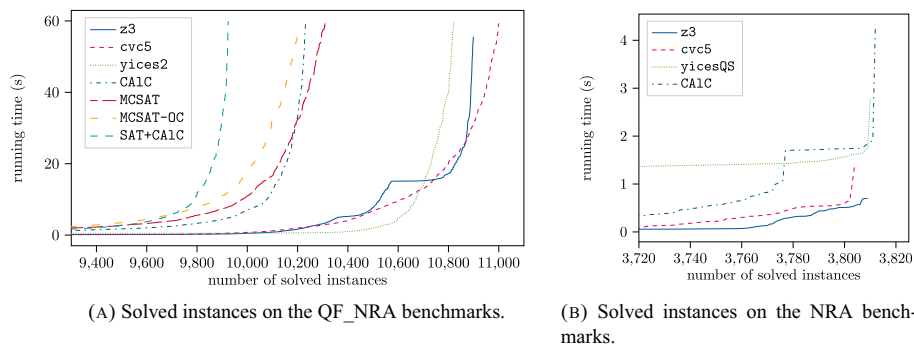 60
40
20
0
running time (s)
z3
cvc5
yices2
CAlC
MCSAT
MCSAT-OC
SAT+CAlC
9,400 9,600 9,800 10,000 10,200 10,400 10,600 10,800 11,000
number of solved instances
(A) Solved instances on the QF_NRA benchmarks.
4
3
2
1
0
running time (s)
z3
cvc5
yicesQS
CAlC
3,720 3,740 3,760 3,780 3,800 3,820
number of solved instances
(B) Solved instances on the NRA bench-
marks.